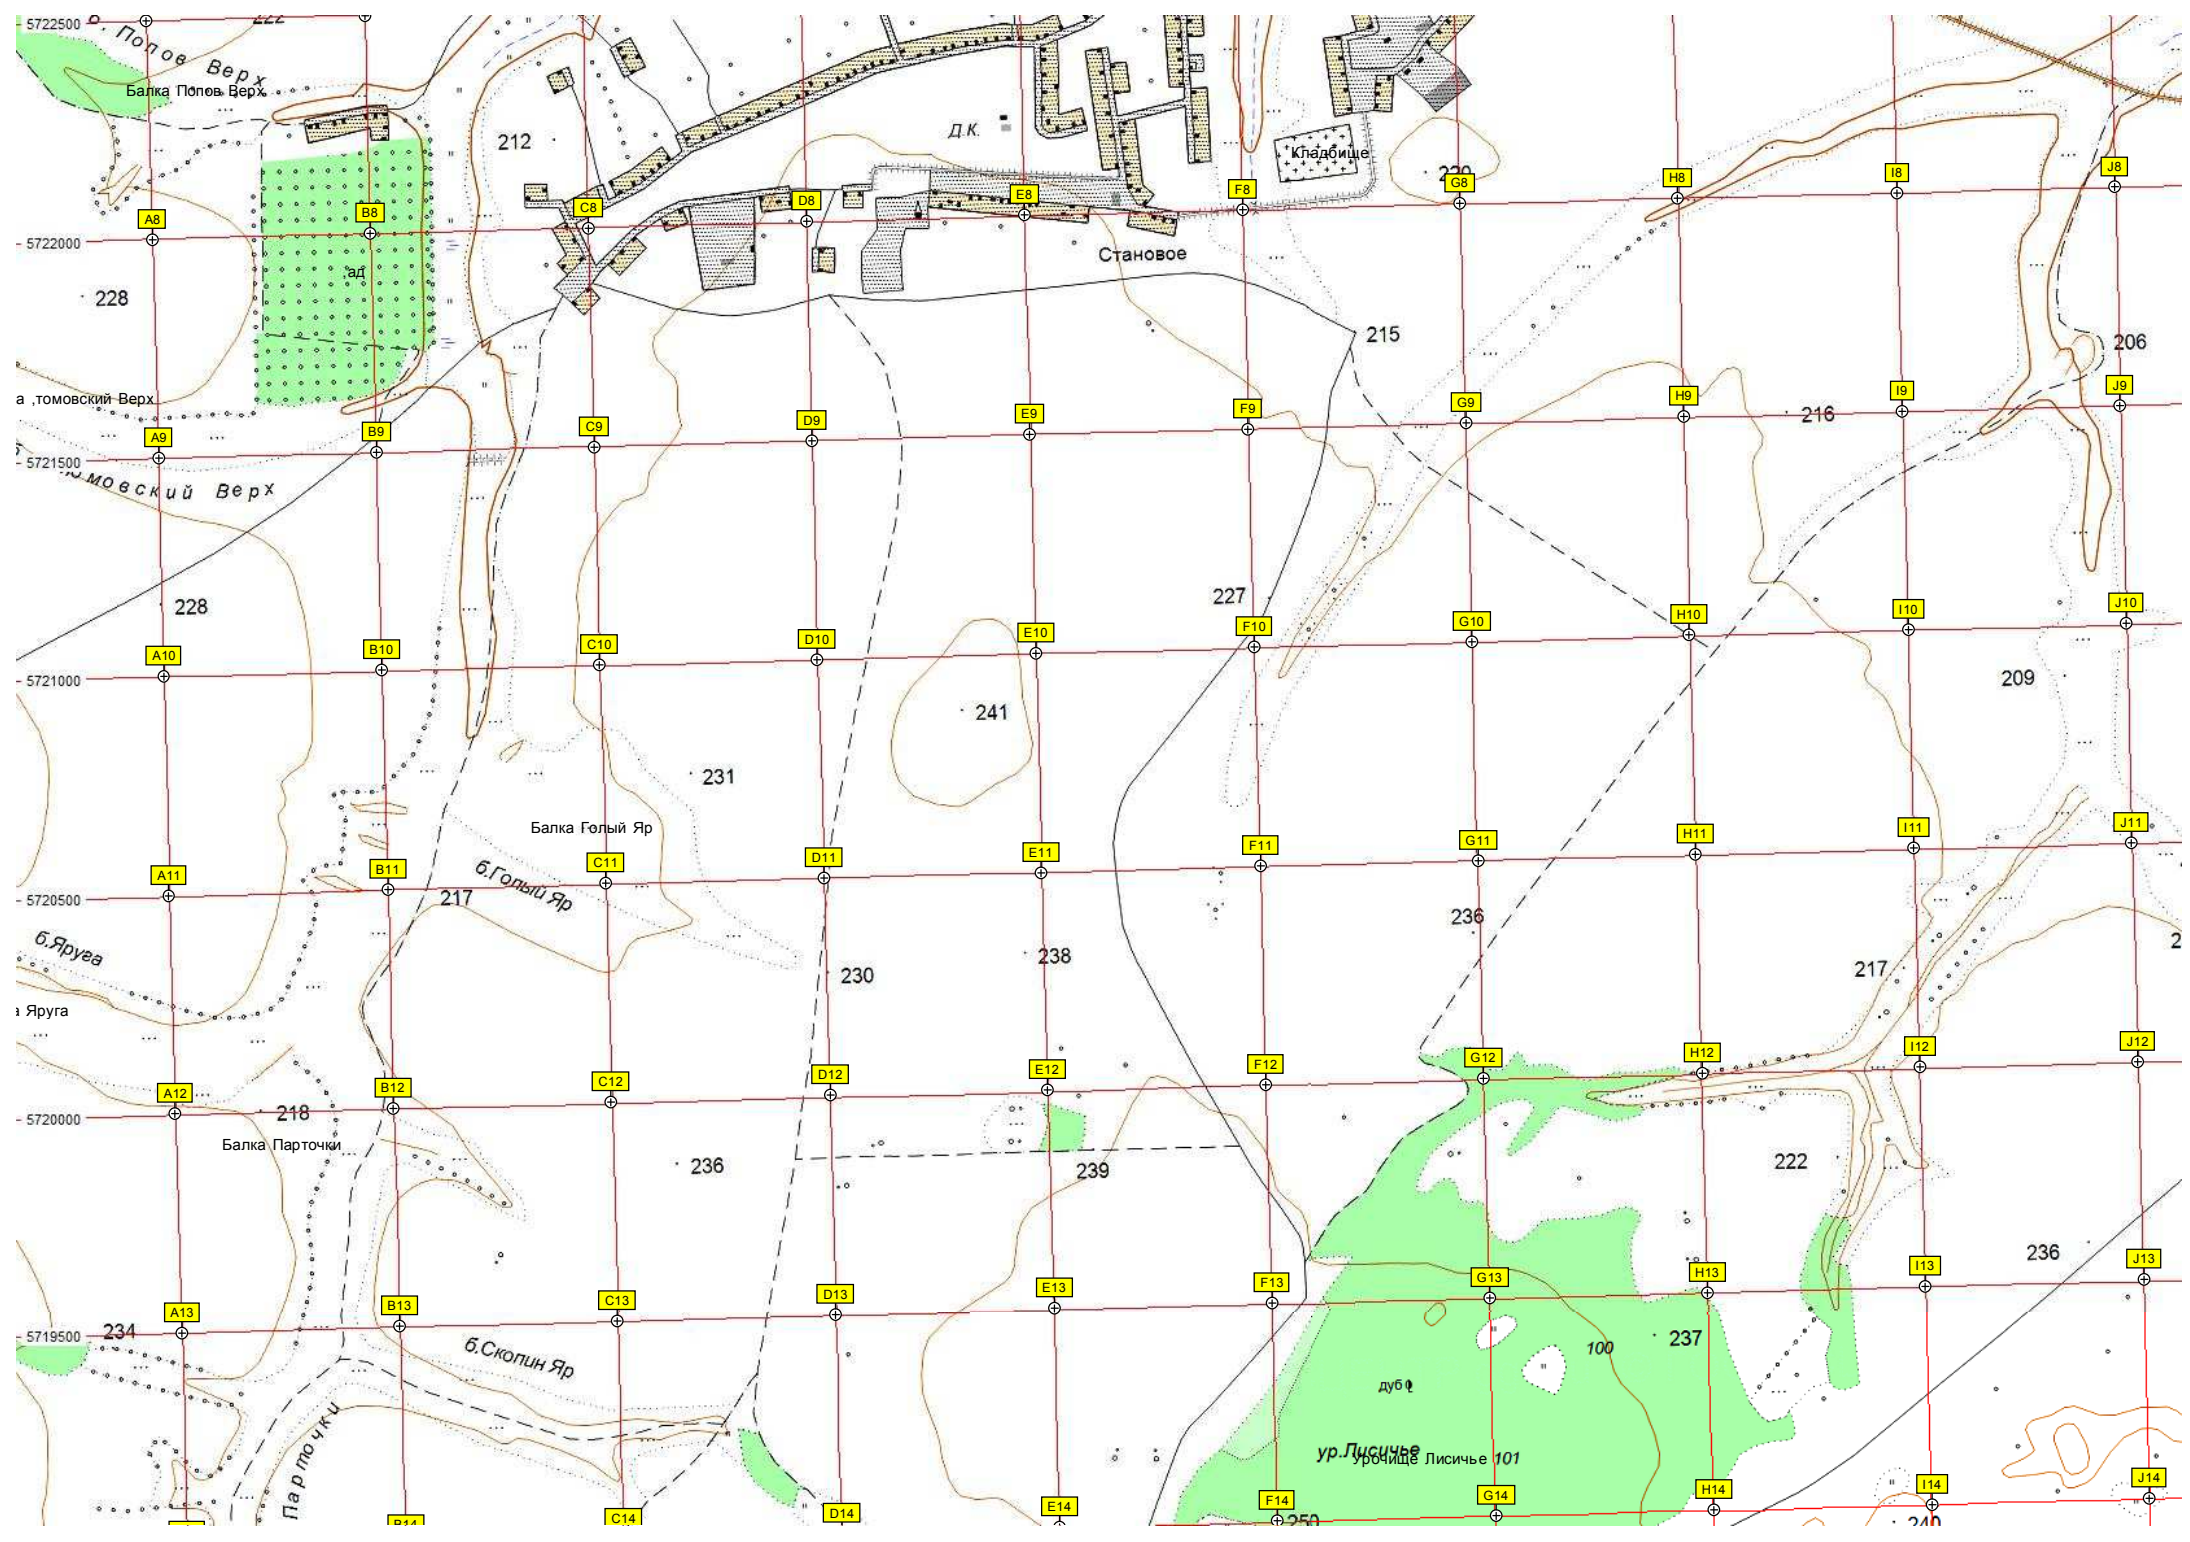 5722500
222
Попов Верх
Балка Попов Верх
212
Д.К.
Кладбище
220
A8
B8
C8
D8
E8
F8
G8
H8
I8
J8
5722000
Становое
,ад
228
215
206
а ,томовский Верх
A9
B9
C9
D9
E9
F9
G9
H9
I9
J9
216
5721500
омовский Верх
228
227
A10
B10
C10
D10
E10
F10
G10
H10
I10
J10
5721000
209
241
231
Балка Голый Яр
A11
B11
C11
D11
E11
F11
G11
H11
I11
J11
б.Голый Яр
217
5720500
236
б.Яруга
238
230
217
2
а Яруга
A12
B12
C12
D12
E12
F12
G12
H12
I12
J12
5720000
218
Балка Парточки
236
239
222
236
A13
B13
C13
D13
E13
F13
G13
H13
I13
J13
5719500
234
б.Скопин Яр
237
100
дуб
Парточки
ур.Лисичье
урочище Лисичье 101
B14
C14
D14
E14
F14
G14
H14
I14
J14
250
240